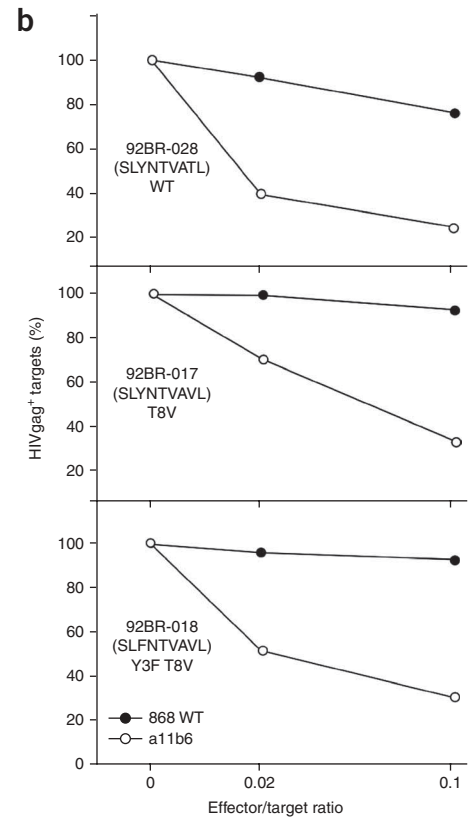 b
100
80
60
40
20
92BR-028
(SLYNTVATL)
WT
100
80
60
40
20
92BR-017
(SLYNTVAVL)
T8V
HIVgag⁺ targets (%)
100
80
60
40
20
0
92BR-018
(SLFNTVAVL)
Y3F T8V
868 WT
a11b6
0 0.02 0.1
Effector/target ratio